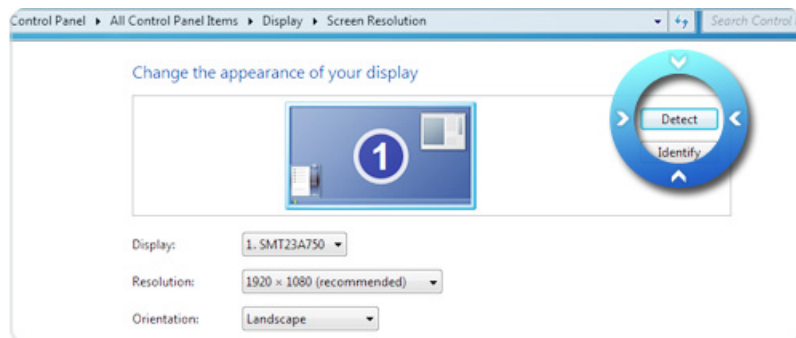 Control Panel ▸ All Control Panel Items ▸ Display ▸ Screen Resolution Search Control
Change the appearance of your display
1
Detect
Identify
Display: 1. SMT23A750
Resolution: 1920 × 1080 (recommended)
Orientation: Landscape